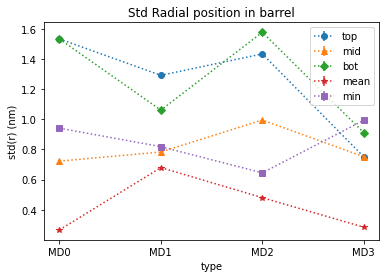 Std Radial position in barrel
top
mid
bot
mean
min
1.6
1.4
1.2
1.0
0.8
0.6
0.4
std(r) (nm)
MD0 MD1 MD2 MD3
type